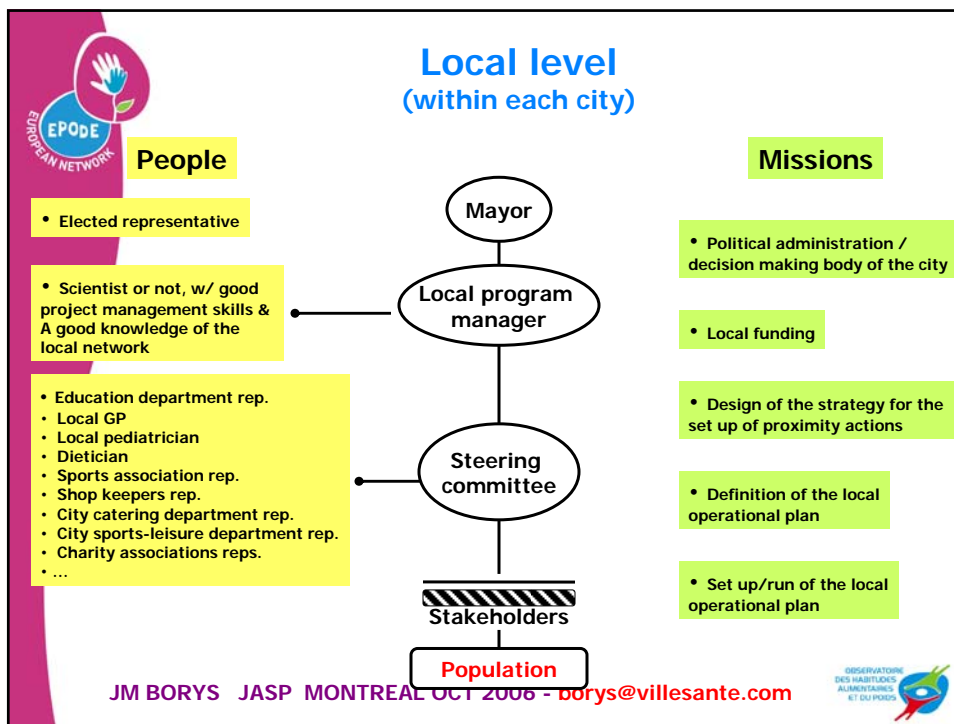 Local level
(within each city)
EPODE
EUROPEAN NETWORK
People
• Elected representative
• Scientist or not, w/ good
project management skills &
A good knowledge of the
local network
• Education department rep.
• Local GP
• Local pediatrician
• Dietician
• Sports association rep.
• Shop keepers rep.
• City catering department rep.
• City sports-leisure department rep.
• Charity associations reps.
• ...
Mayor
Local program
manager
Steering
committee
Stakeholders
Population
Missions
• Political administration /
decision making body of the city
• Local funding
• Design of the strategy for the
set up of proximity actions
• Definition of the local
operational plan
• Set up/run of the local
operational plan
JM BORYS JASP MONTREAL OCT 2006 - borys@villesante.com
OBSERVATOIRE
DES HABITUDES
ALIMENTAIRES
ET DU POIDS